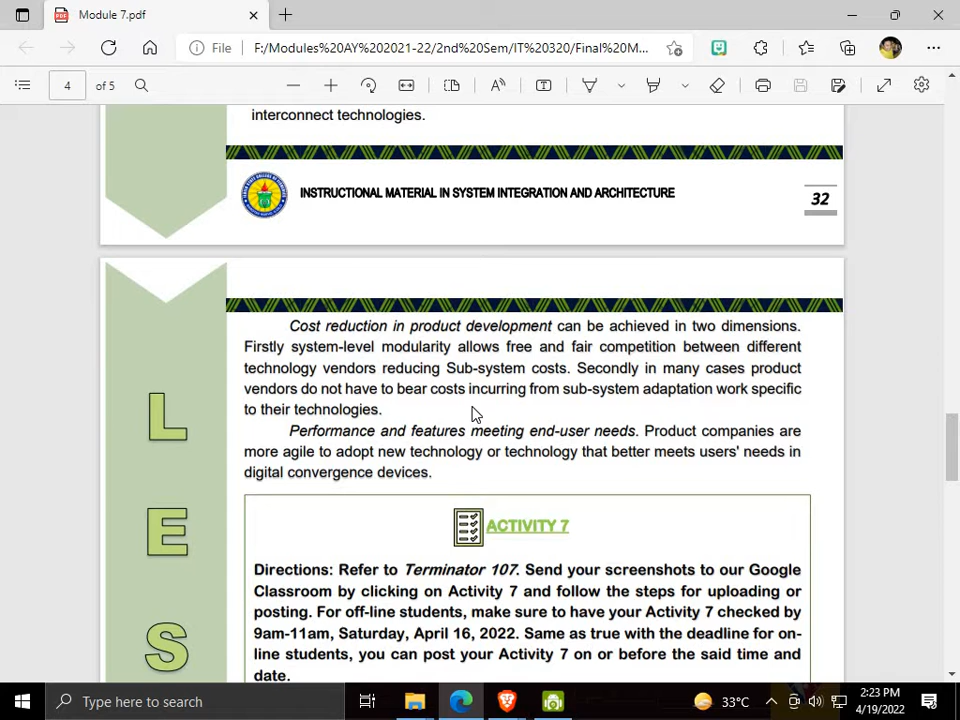 Module 7.pdf
File
F:/Modules%20AY%202021-22/2nd%20Sem/IT%20320/Final%20M...
4
of 5
interconnect technologies.
INSTRUCTIONAL MATERIAL IN SYSTEM INTEGRATION AND ARCHITECTURE
32
Cost reduction in product development can be achieved in two dimensions.
Firstly system-level modularity allows free and fair competition between different
technology vendors reducing Sub-system costs. Secondly in many cases product
vendors do not have to bear costs incurring from sub-system adaptation work specific
to their technologies.
Performance and features meeting end-user needs. Product companies are
more agile to adopt new technology or technology that better meets users' needs in
digital convergence devices.
L
E
S
ACTIVITY 7
Directions: Refer to Terminator 107. Send your screenshots to our Google
Classroom by clicking on Activity 7 and follow the steps for uploading or
posting. For off-line students, make sure to have your Activity 7 checked by
9am-11am, Saturday, April 16, 2022. Same as true with the deadline for on-
line students, you can post your Activity 7 on or before the said time and
date.
Type here to search
33°C
2:23 PM
4/19/2022